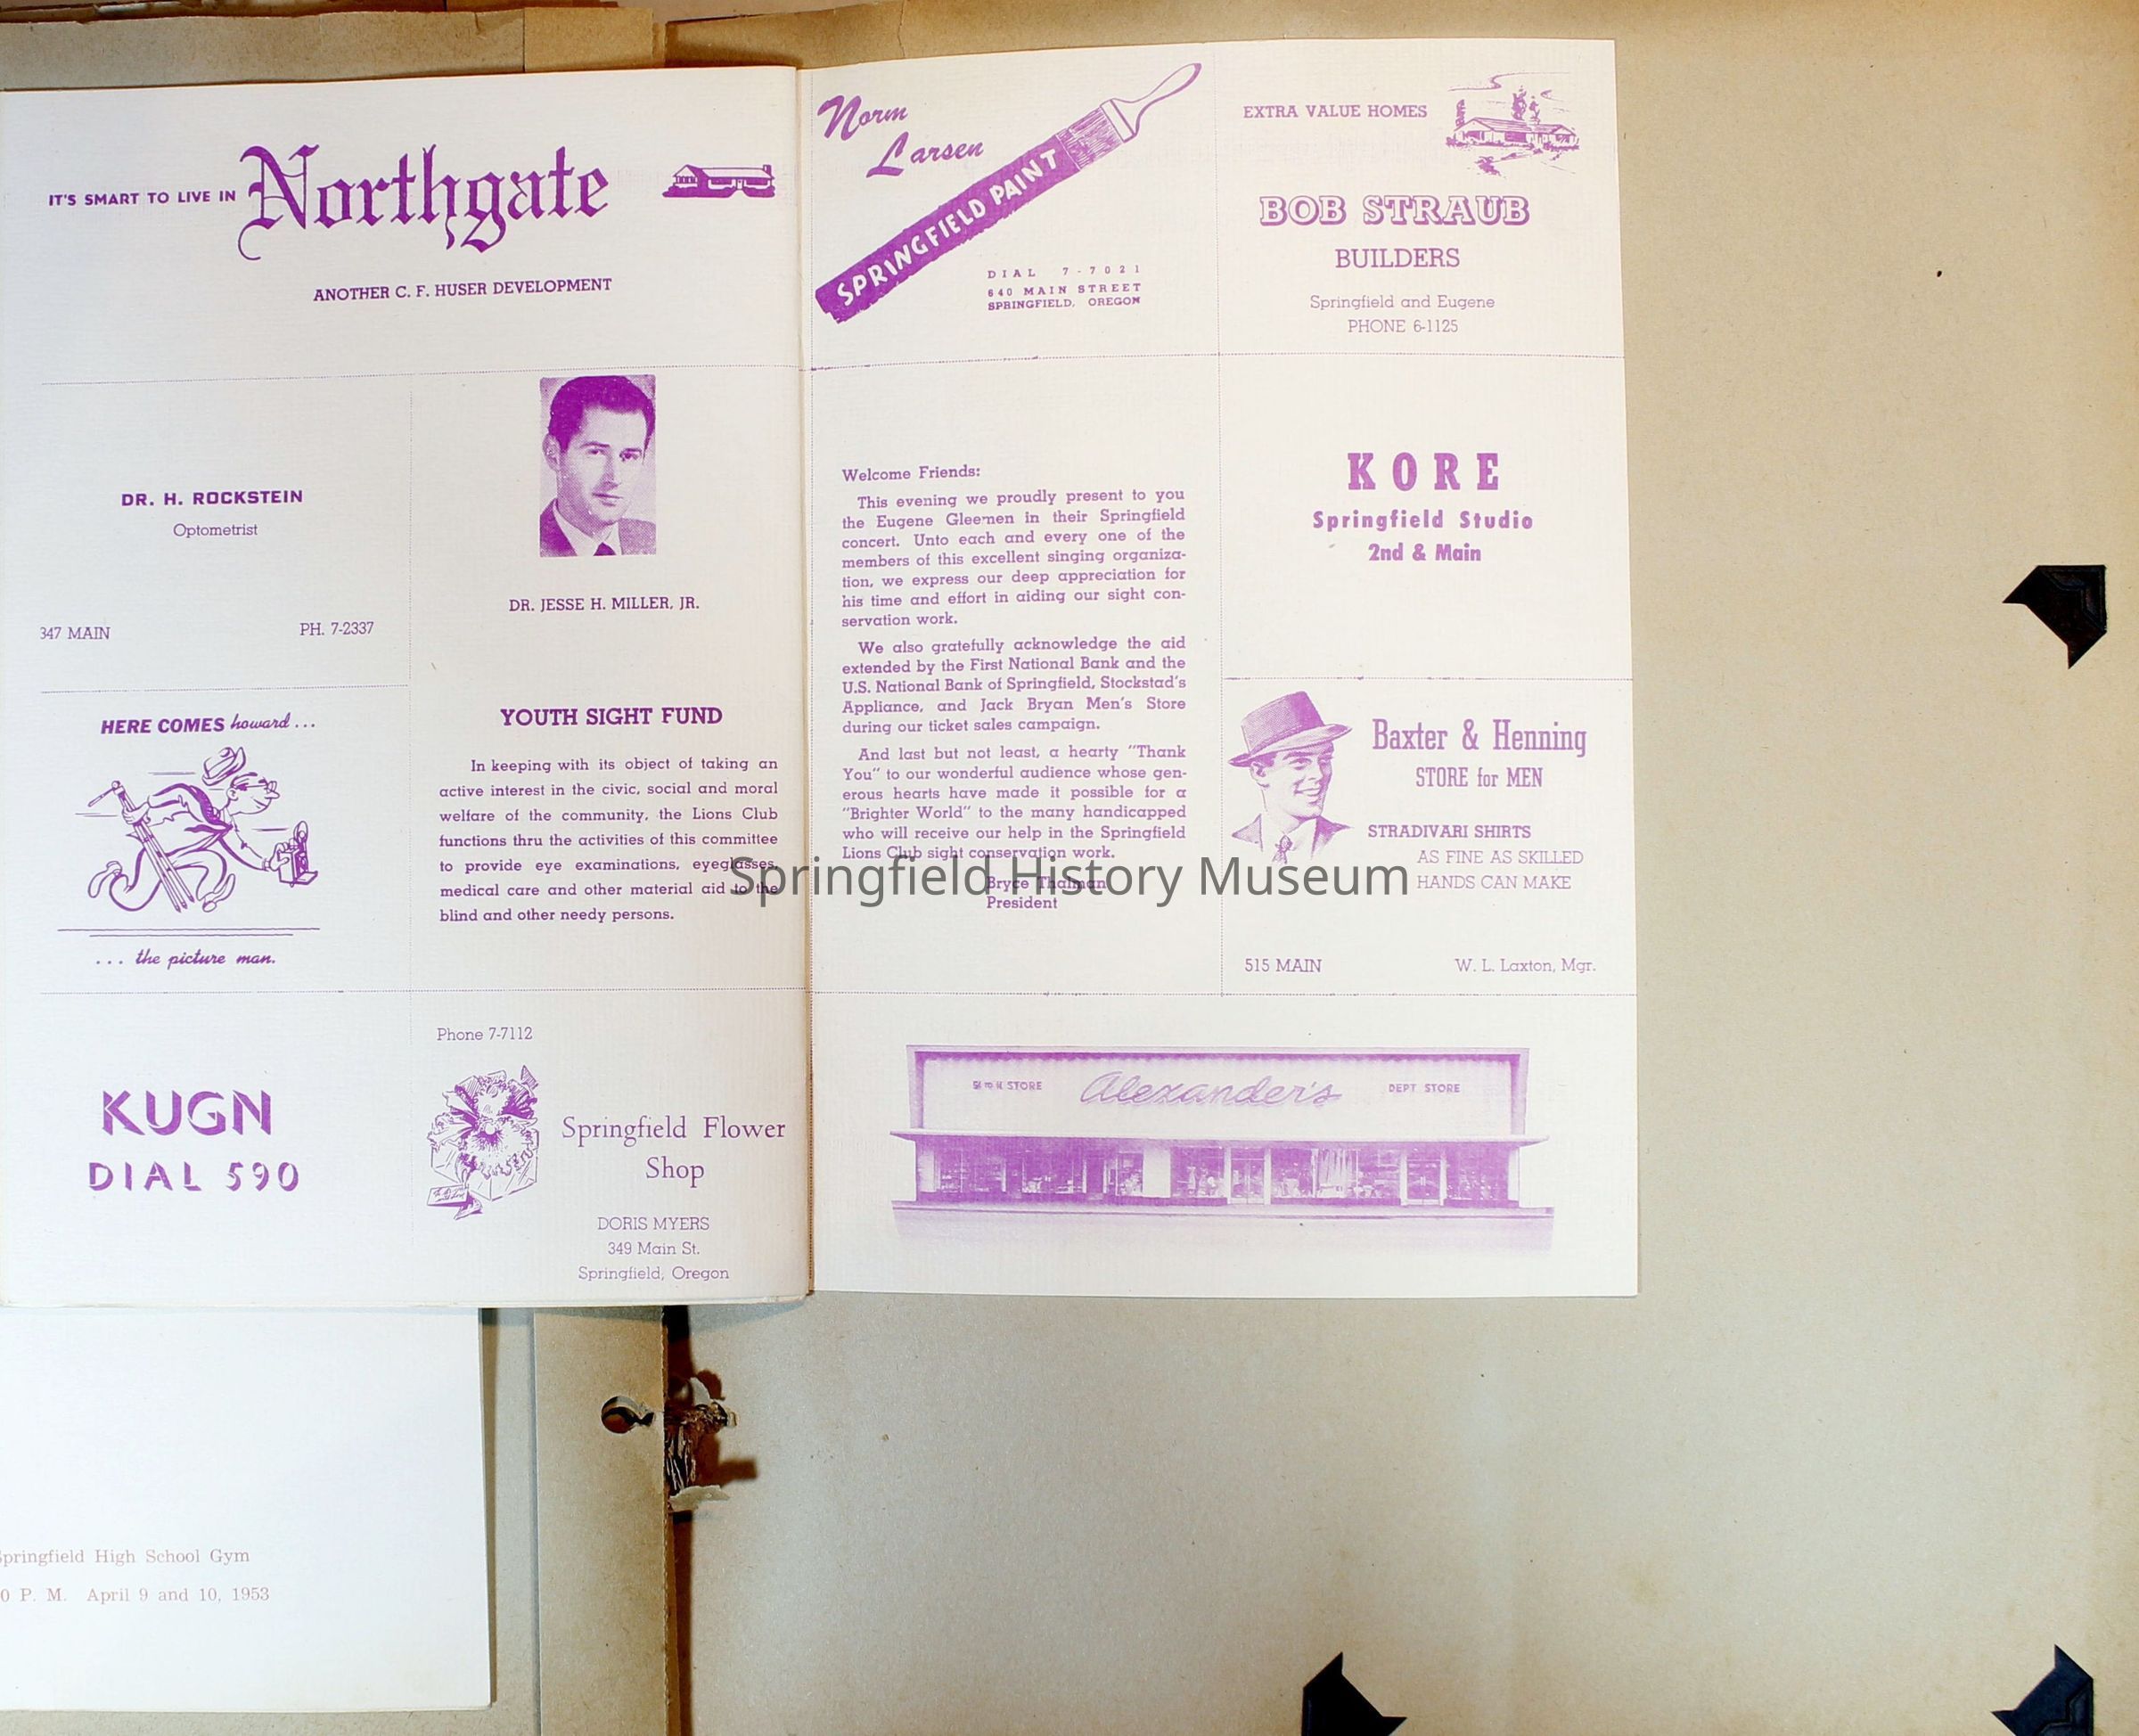 IT'S SMART TO LIVE IN Northgate
ANOTHER C. F. HUSER DEVELOPMENT
DR. H. ROCKSTEIN
Optometrist
347 MAIN PH. 7-2337
DR. JESSE H. MILLER, JR.
HERE COMES howard ...
... the picture man.
YOUTH SIGHT FUND
In keeping with its object of taking an
active interest in the civic, social and moral
welfare of the community, the Lions Club
functions thru the activities of this committee
to provide eye examinations, eyeglasses,
medical care and other material aid to the
blind and other needy persons.
KUGN
DIAL 590
Phone 7-7112
Springfield Flower
Shop
DORIS MYERS
349 Main St.
Springfield, Oregon
Norm
Larsen
SPRINGFIELD PAINT
DIAL 7-7021
640 MAIN STREET
SPRINGFIELD, OREGON
EXTRA VALUE HOMES
BOB STRAUB
BUILDERS
Springfield and Eugene
PHONE 6-1125
Welcome Friends:
This evening we proudly present to you
the Eugene Gleemen in their Springfield
concert. Unto each and every one of the
members of this excellent singing organiza-
tion, we express our deep appreciation for
his time and effort in aiding our sight con-
servation work.
We also gratefully acknowledge the aid
extended by the First National Bank and the
U.S. National Bank of Springfield, Stockstad's
Appliance, and Jack Bryan Men's Store
during our ticket sales campaign.
And last but not least, a hearty "Thank
You" to our wonderful audience whose gen-
erous hearts have made it possible for a
"Brighter World" to the many handicapped
who will receive our help in the Springfield
Lions Club sight conservation work.
Bryce Thalman
President
KORE
Springfield Studio
2nd & Main
Baxter & Henning
STORE for MEN
STRADIVARI SHIRTS
AS FINE AS SKILLED
HANDS CAN MAKE
515 MAIN W. L. Laxton, Mgr.
STORE Alexander's DEPT STORE
Springfield History Museum
Springfield High School Gym
0 P. M. April 9 and 10, 1953